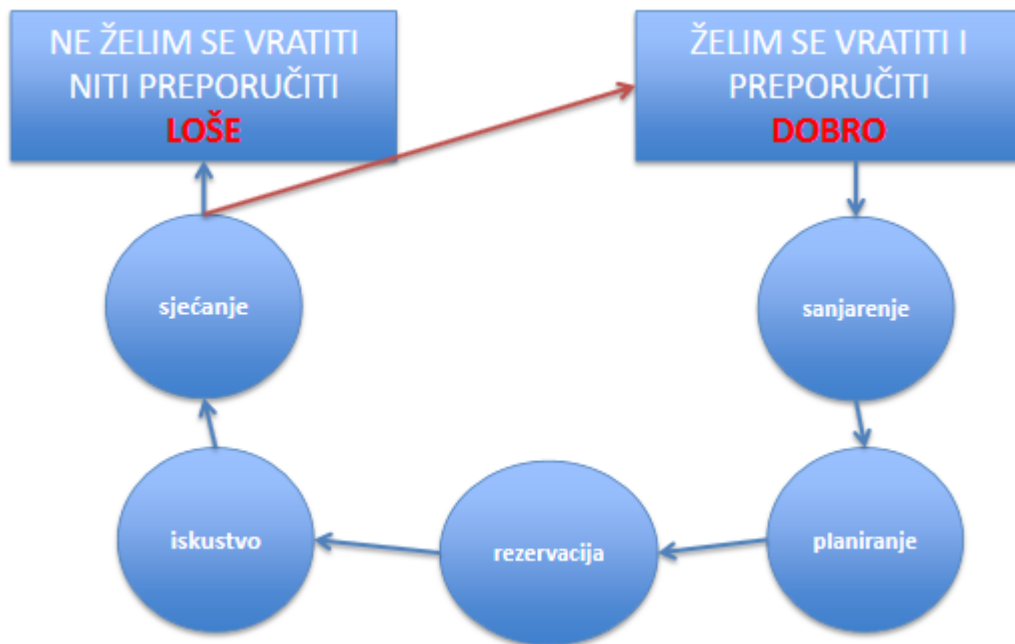 NE ŽELIM SE VRATITI
NITI PREPORUČITI
LOŠE
ŽELIM SE VRATITI I
PREPORUČITI
DOBRO
sjećanje
sanjarenje
iskustvo
rezervacija
planiranje